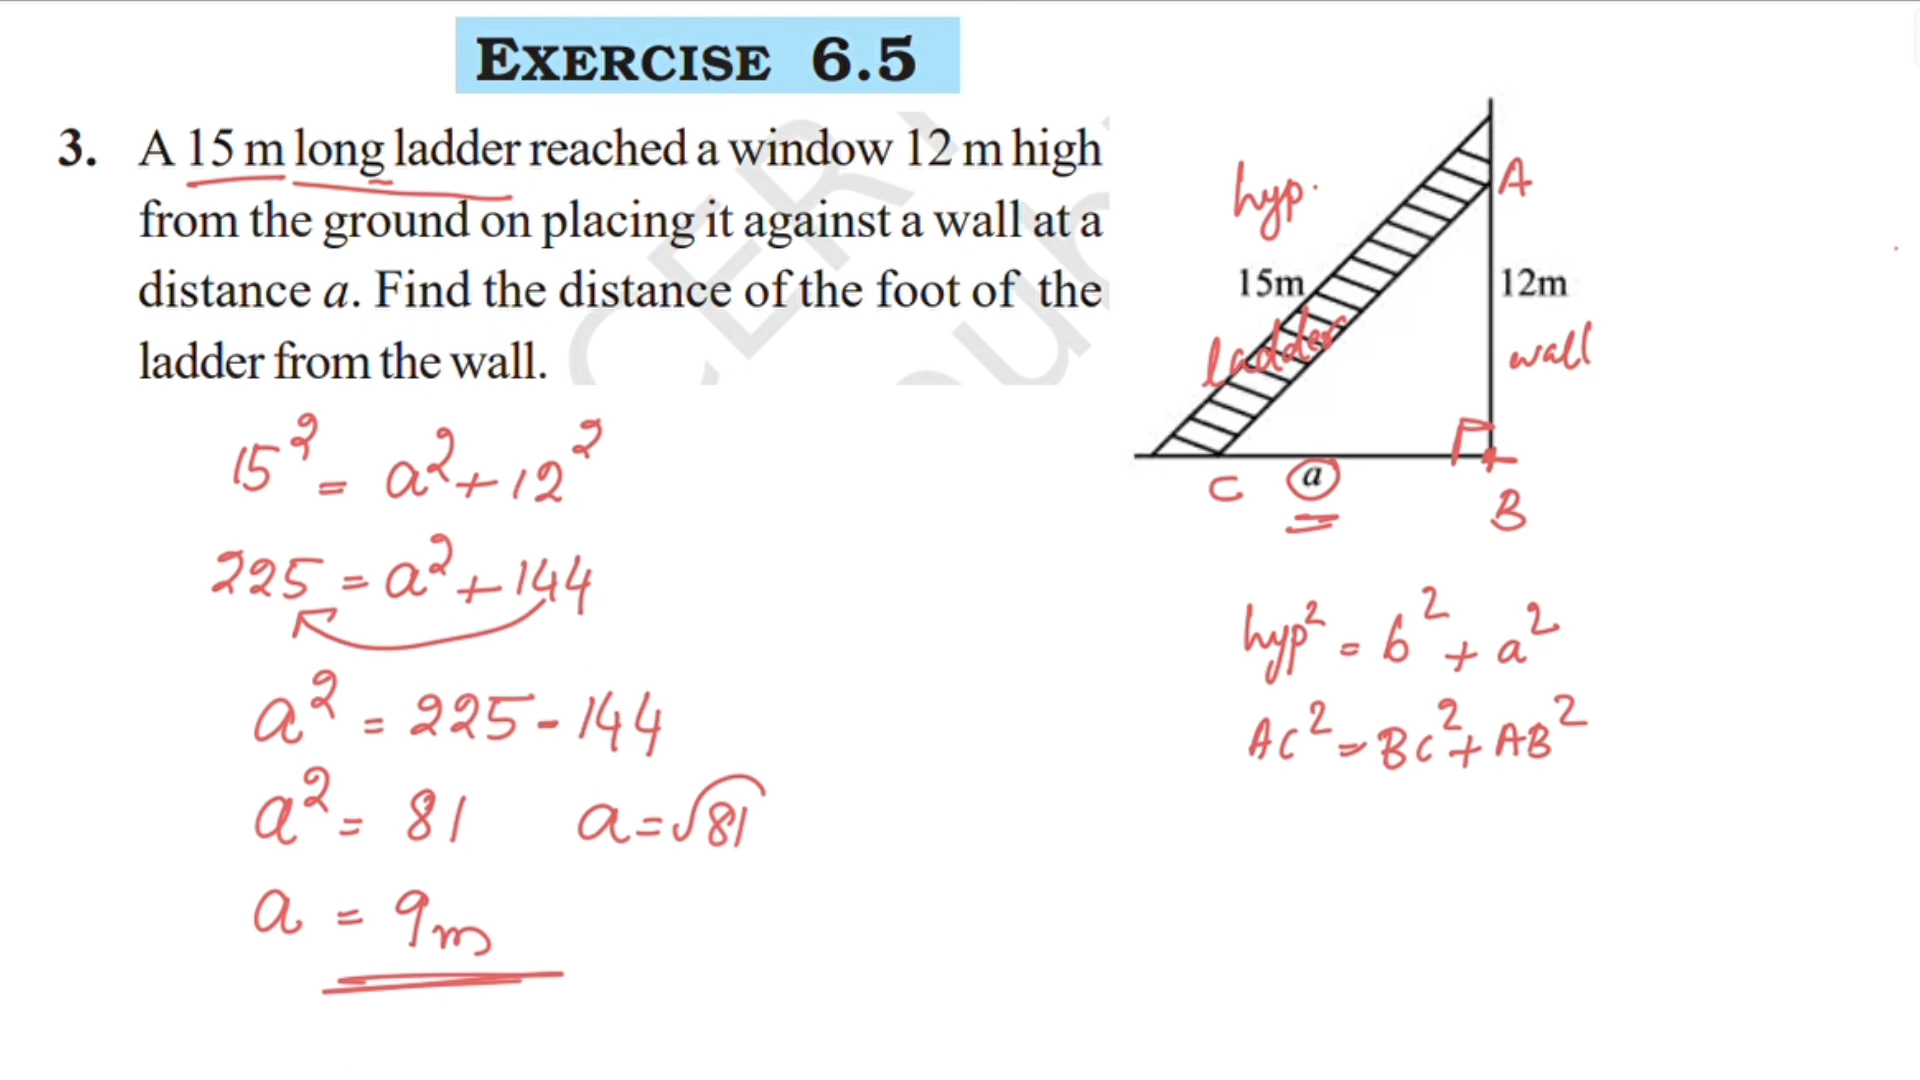 EXERCISE 6.5
3. A 15 m long ladder reached a window 12 m high
from the ground on placing it against a wall at a
distance a. Find the distance of the foot of the
ladder from the wall.
hyp.
A
15m
12m
ladder
wall
C
a
B
15² = a² + 12²
225 = a² + 144
a² = 225 - 144
a² = 81 a = √81
a = 9m
hyp² = b² + a²
AC² = BC² + AB²